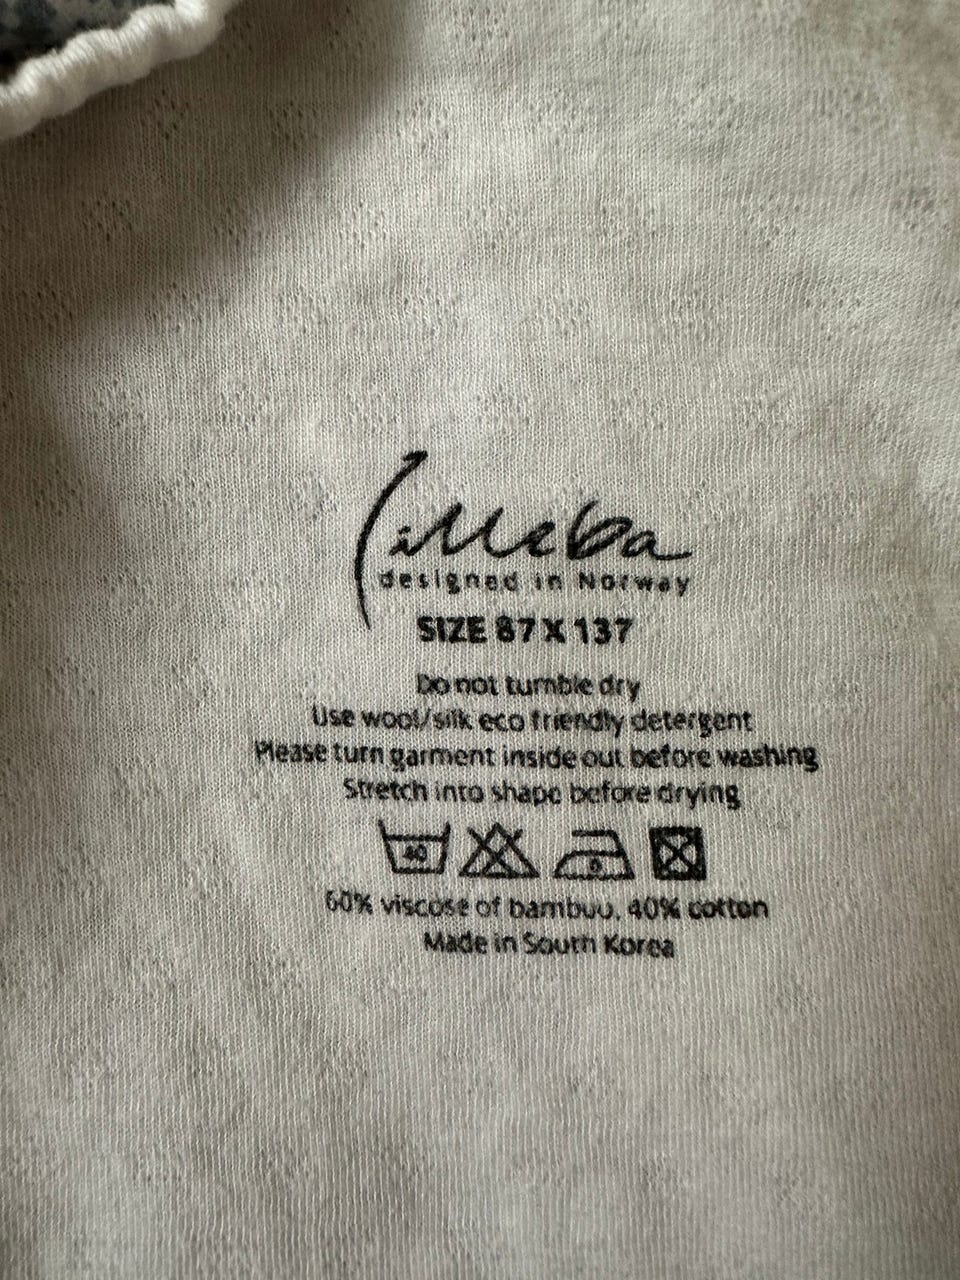 Lilleba
designed in Norway
SIZE 87 X 137
Do not tumble dry
Use wool/silk eco friendly detergent
Please turn garment inside out before washing
Stretch into shape before drying
40
60% viscose of bamboo, 40% cotton
Made in South Korea